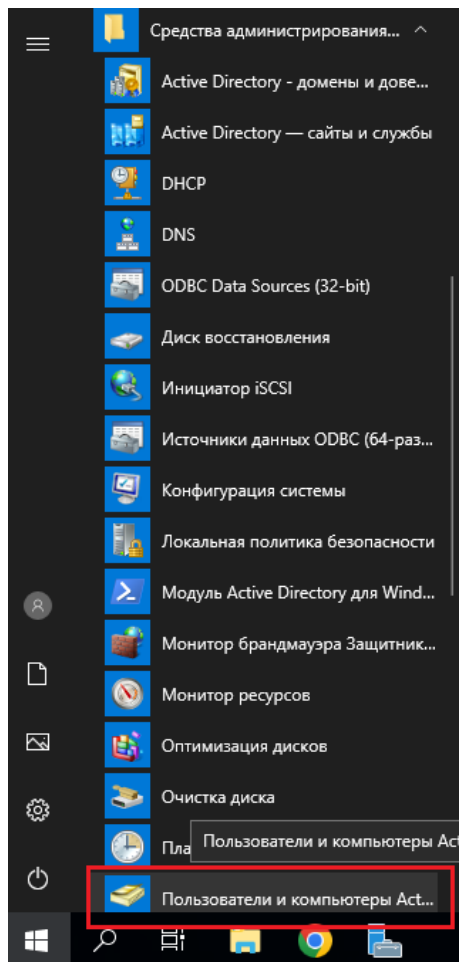 Средства администрирования...
Active Directory - домены и дове...
Active Directory — сайты и службы
DHCP
DNS
ODBC Data Sources (32-bit)
Диск восстановления
Инициатор iSCSI
Источники данных ODBC (64-раз...
Конфигурация системы
Локальная политика безопасности
Модуль Active Directory для Wind...
Монитор брандмауэра Защитник...
Монитор ресурсов
Оптимизация дисков
Очистка диска
Пла
Пользователи и компьютеры Act
Пользователи и компьютеры Act...